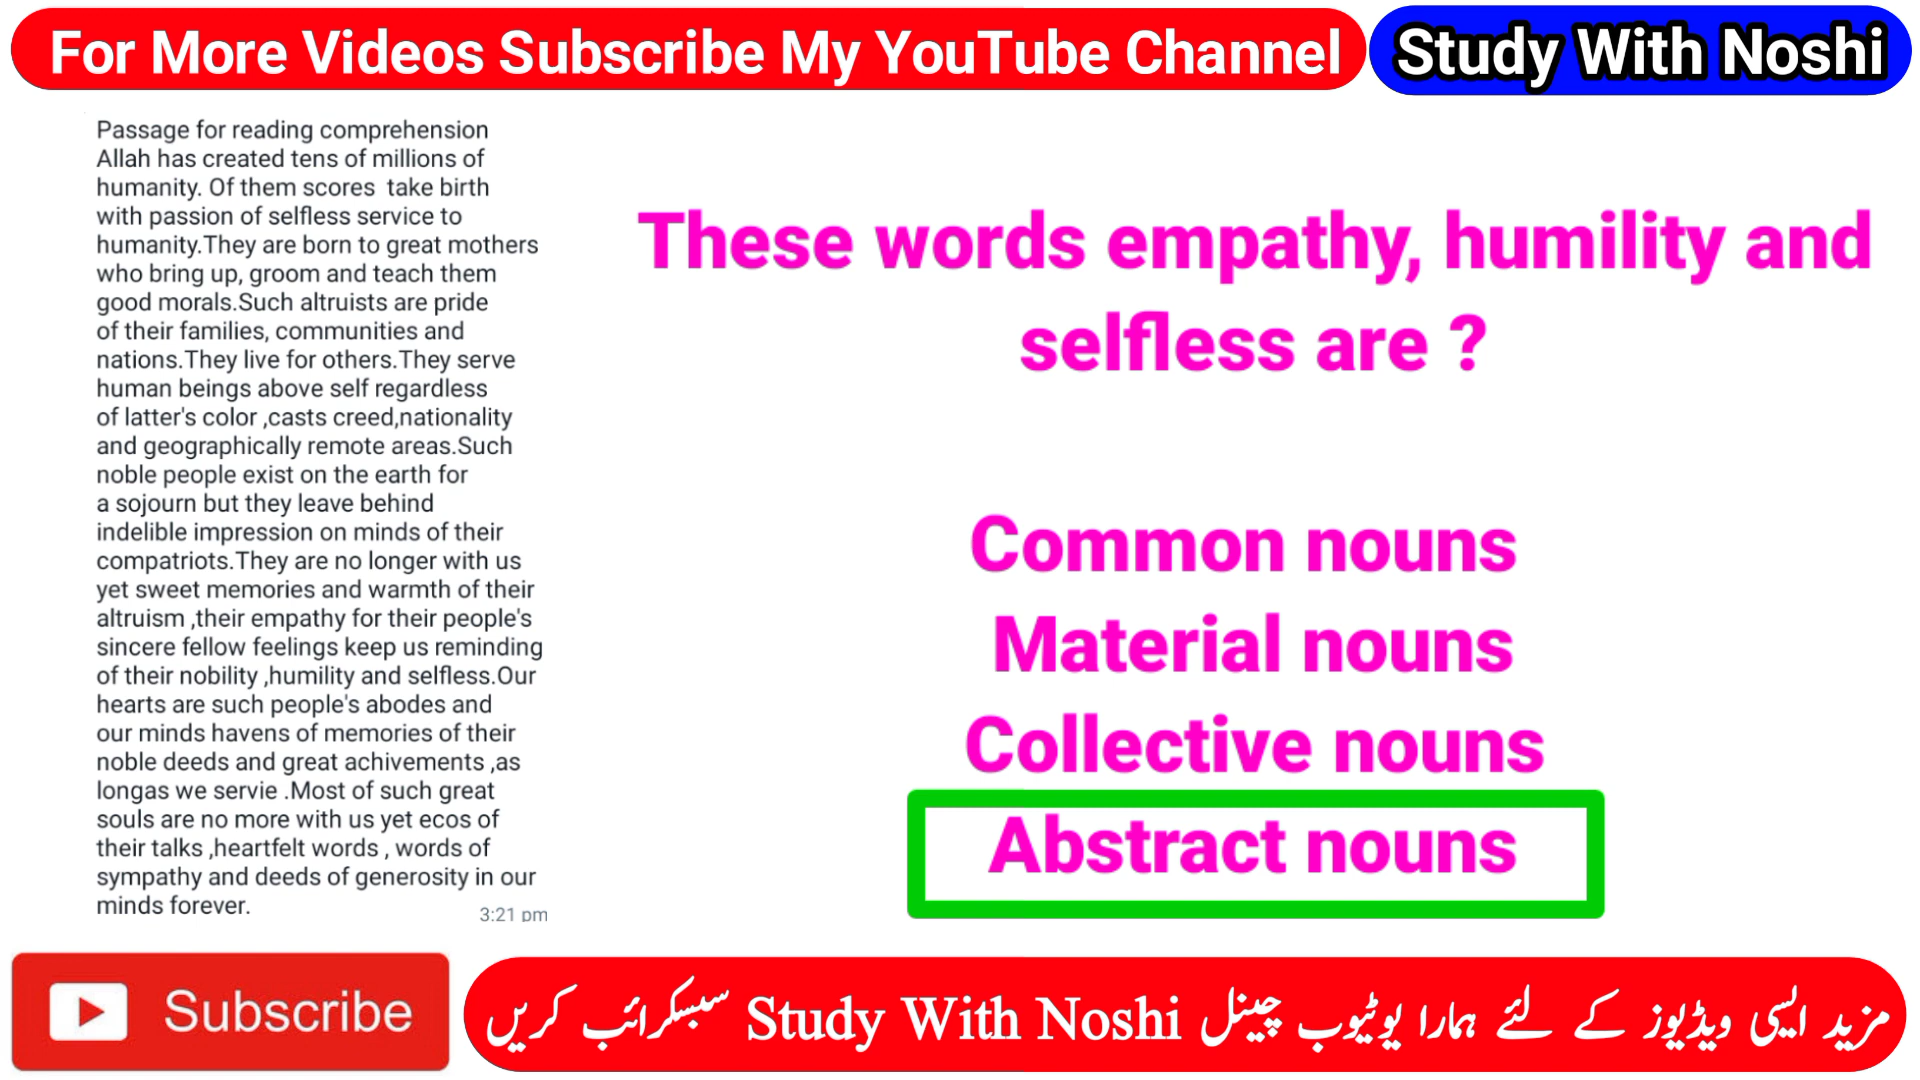 For More Videos Subscribe My YouTube Channel
Study With Noshi
Passage for reading comprehension
Allah has created tens of millions of
humanity. Of them scores  take birth
with passion of selfless service to
humanity.They are born to great mothers
who bring up, groom and teach them
good morals.Such altruists are pride
of their families, communities and
nations.They live for others.They serve
human beings above self regardless
of latter's color ,casts creed,nationality
and geographically remote areas.Such
noble people exist on the earth for
a sojourn but they leave behind
indelible impression on minds of their
compatriots.They are no longer with us
yet sweet memories and warmth of their
altruism ,their empathy for their people's
sincere fellow feelings keep us reminding
of their nobility ,humility and selfless.Our
hearts are such people's abodes and
our minds havens of memories of their
noble deeds and great achivements ,as
longas we servie .Most of such great
souls are no more with us yet ecos of
their talks ,heartfelt words , words of
sympathy and deeds of generosity in our
minds forever.
3:21 pm
These words empathy, humility and
selfless are ?
Common nouns
Material nouns
Collective nouns
Abstract nouns
Subscribe
مزید ایسی ویڈیوز کے لئے ہمارا یوٹیوب چینل Study With Noshi سبسکرائب کریں